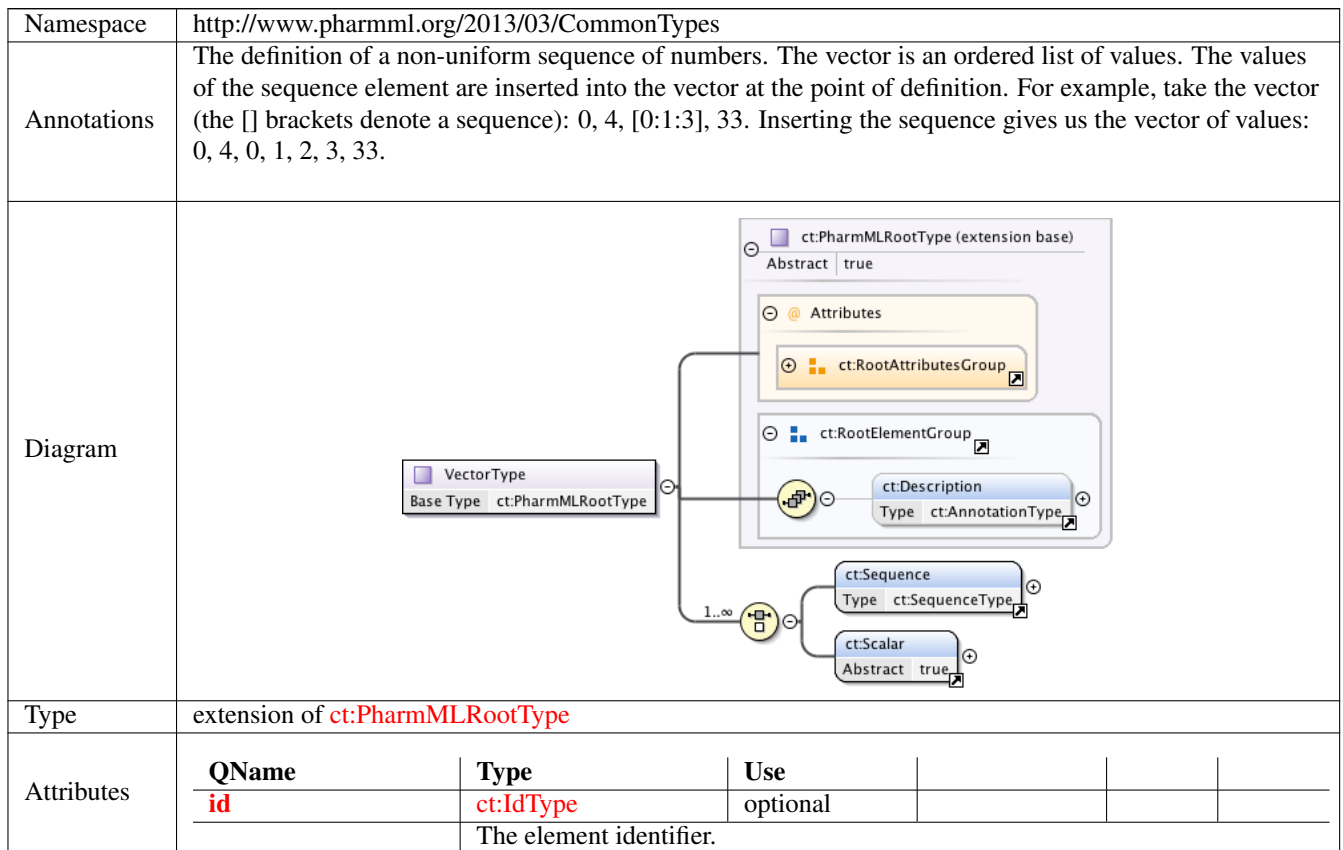 Namespace http://www.pharmml.org/2013/03/CommonTypes
The definition of a non-uniform sequence of numbers. The vector is an ordered list of values. The values
of the sequence element are inserted into the vector at the point of definition. For example, take the vector
Annotations (the [] brackets denote a sequence): 0, 4, [0:1:3], 33. Inserting the sequence gives us the vector of values:
0, 4, 0, 1, 2, 3, 33.
Diagram
ct:PharmMLRootType (extension base)
Abstract true
@ Attributes
ct:RootAttributesGroup
ct:RootElementGroup
VectorType
Base Type ct:PharmMLRootType
ct:Description
Type ct:AnnotationType
1..∞
ct:Sequence
Type ct:SequenceType
ct:Scalar
Abstract true
Type extension of ct:PharmMLRootType
Attributes
QName Type Use
id ct:IdType optional
The element identifier.